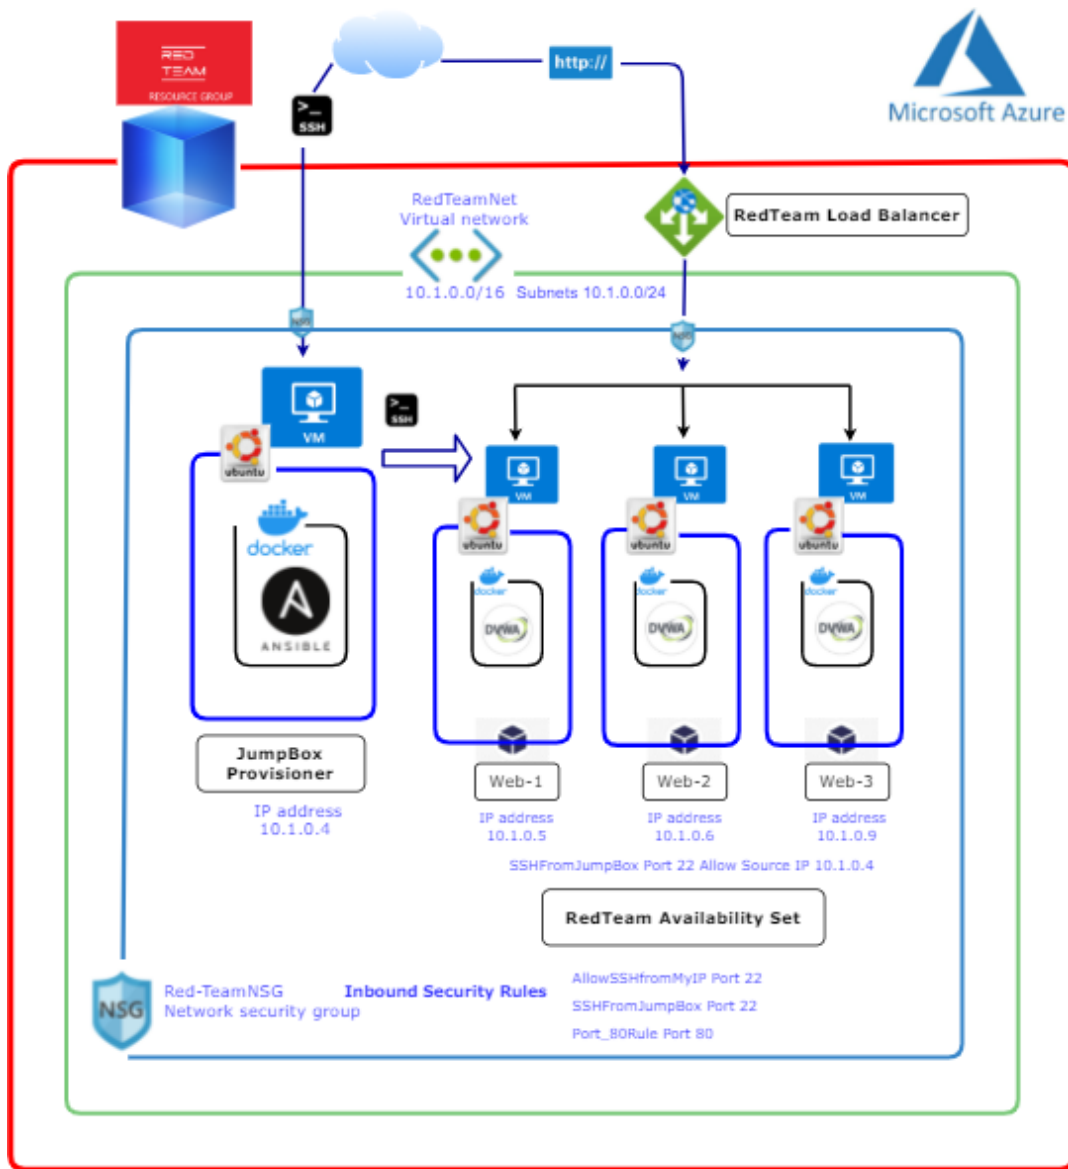 RED
TEAM
RESOURCE GROUP
http://
>_
SSH
Microsoft Azure
RedTeamNet
Virtual network
RedTeam Load Balancer
10.1.0.0/16 Subnets 10.1.0.0/24
NSG
NSG
VM
>_
SSH
ubuntu
VM
VM
VM
ubuntu
ubuntu
ubuntu
docker
ANSIBLE
docker
docker
docker
DVWA
DVWA
DVWA
JumpBox
Provisioner
IP address
10.1.0.4
Web-1
Web-2
Web-3
IP address
10.1.0.5
IP address
10.1.0.6
IP address
10.1.0.9
SSHFromJumpBox Port 22 Allow Source IP 10.1.0.4
RedTeam Availability Set
NSG
Red-TeamNSG
Network security group
Inbound Security Rules
AllowSSHfromMyIP Port 22
SSHFromJumpBox Port 22
Port_80Rule Port 80